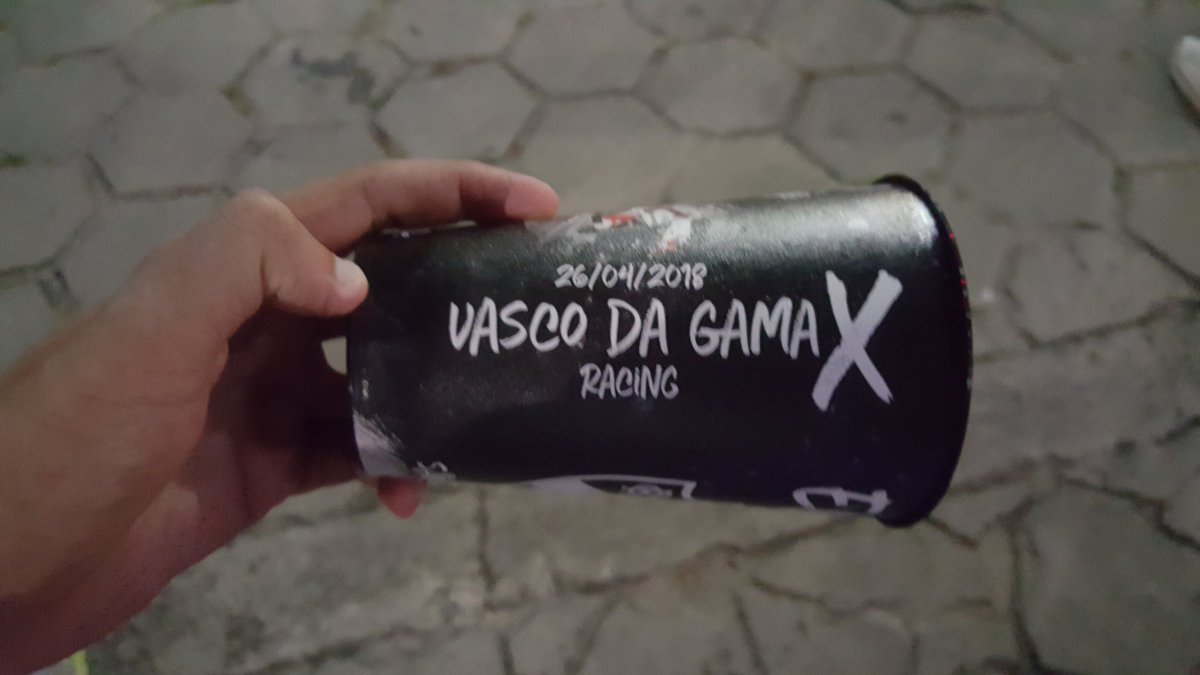 26/04/2018
VASCO DA GAMA X
RACING